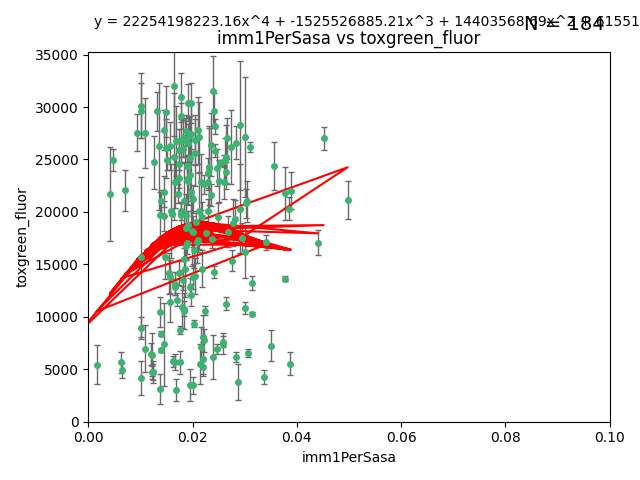 y = 22254198223.16x^4 + -1525526885.21x^3 + 14403568
N = 184
imm1PerSasa vs toxgreen_fluor
35000
30000
25000
20000
15000
10000
5000
0
toxgreen_fluor
0.00 0.02 0.04 0.06 0.08 0.10
imm1PerSasa